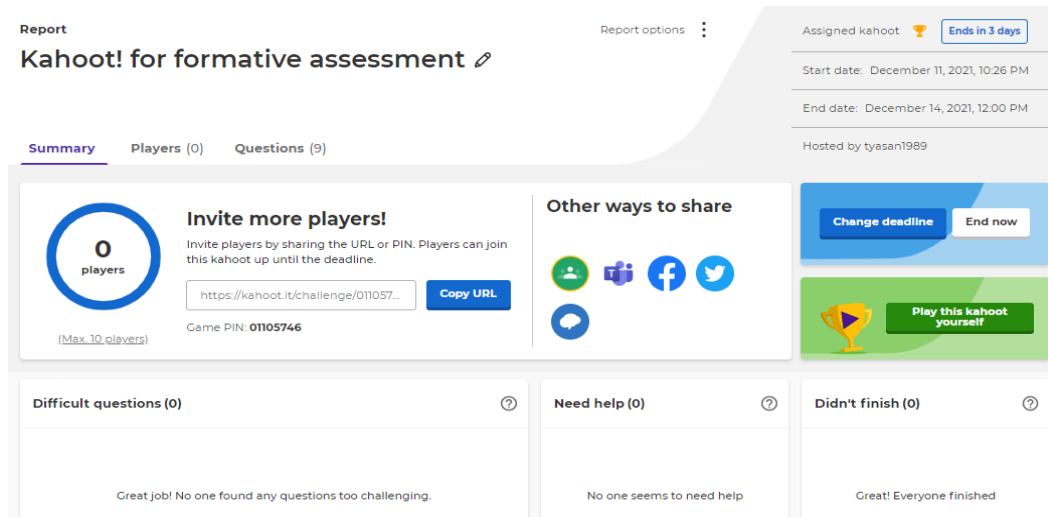 Report
Kahoot! for formative assessment
Report options
Assigned kahoot
Ends in 3 days
Start date: December 11, 2021, 10:26 PM
End date: December 14, 2021, 12:00 PM
Hosted by tyasan1989
Summary
Players (0)
Questions (9)
0
players
(Max. 10 players)
Invite more players!
Invite players by sharing the URL or PIN. Players can join
this kahoot up until the deadline.
https://kahoot.it/challenge/011057...
Copy URL
Game PIN: 01105746
Other ways to share
T
Change deadline
End now
Play this kahoot
yourself
Difficult questions (0)
?
Great job! No one found any questions too challenging.
Need help (0)
?
No one seems to need help
Didn't finish (0)
?
Great! Everyone finished